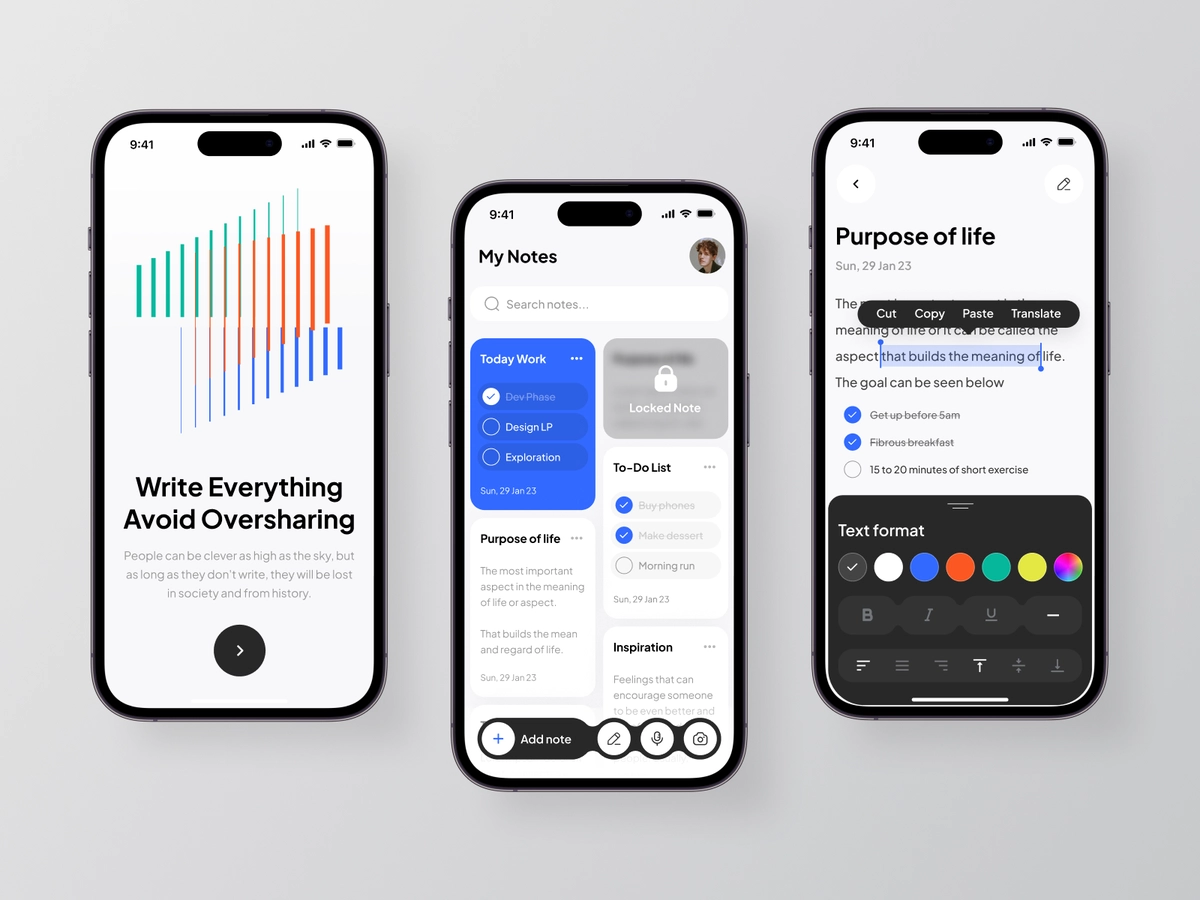 9:41
Write Everything
Avoid Oversharing
People can be clever as high as the sky, but
as long as they don't write, they will be lost
in society and from history.
9:41
My Notes
Search notes...
Today Work
Dev Phase
Design LP
Exploration
Sun, 29 Jan 23
Purpose of life
The most important
aspect in the meaning
of life or aspect.
That builds the mean
and regard of life.
Sun, 29 Jan 23
Locked Note
To-Do List
Buy phones
Make dessert
Morning run
Sun, 29 Jan 23
Inspiration
Feelings that can
encourage someone
to be even better and
Add note
9:41
Purpose of life
Sun, 29 Jan 23
Cut Copy Paste Translate
The
meaning of life or it can be called the
aspect that builds the meaning of life.
The goal can be seen below
Get up before 5am
Fibrous breakfast
15 to 20 minutes of short exercise
Text format
B I U